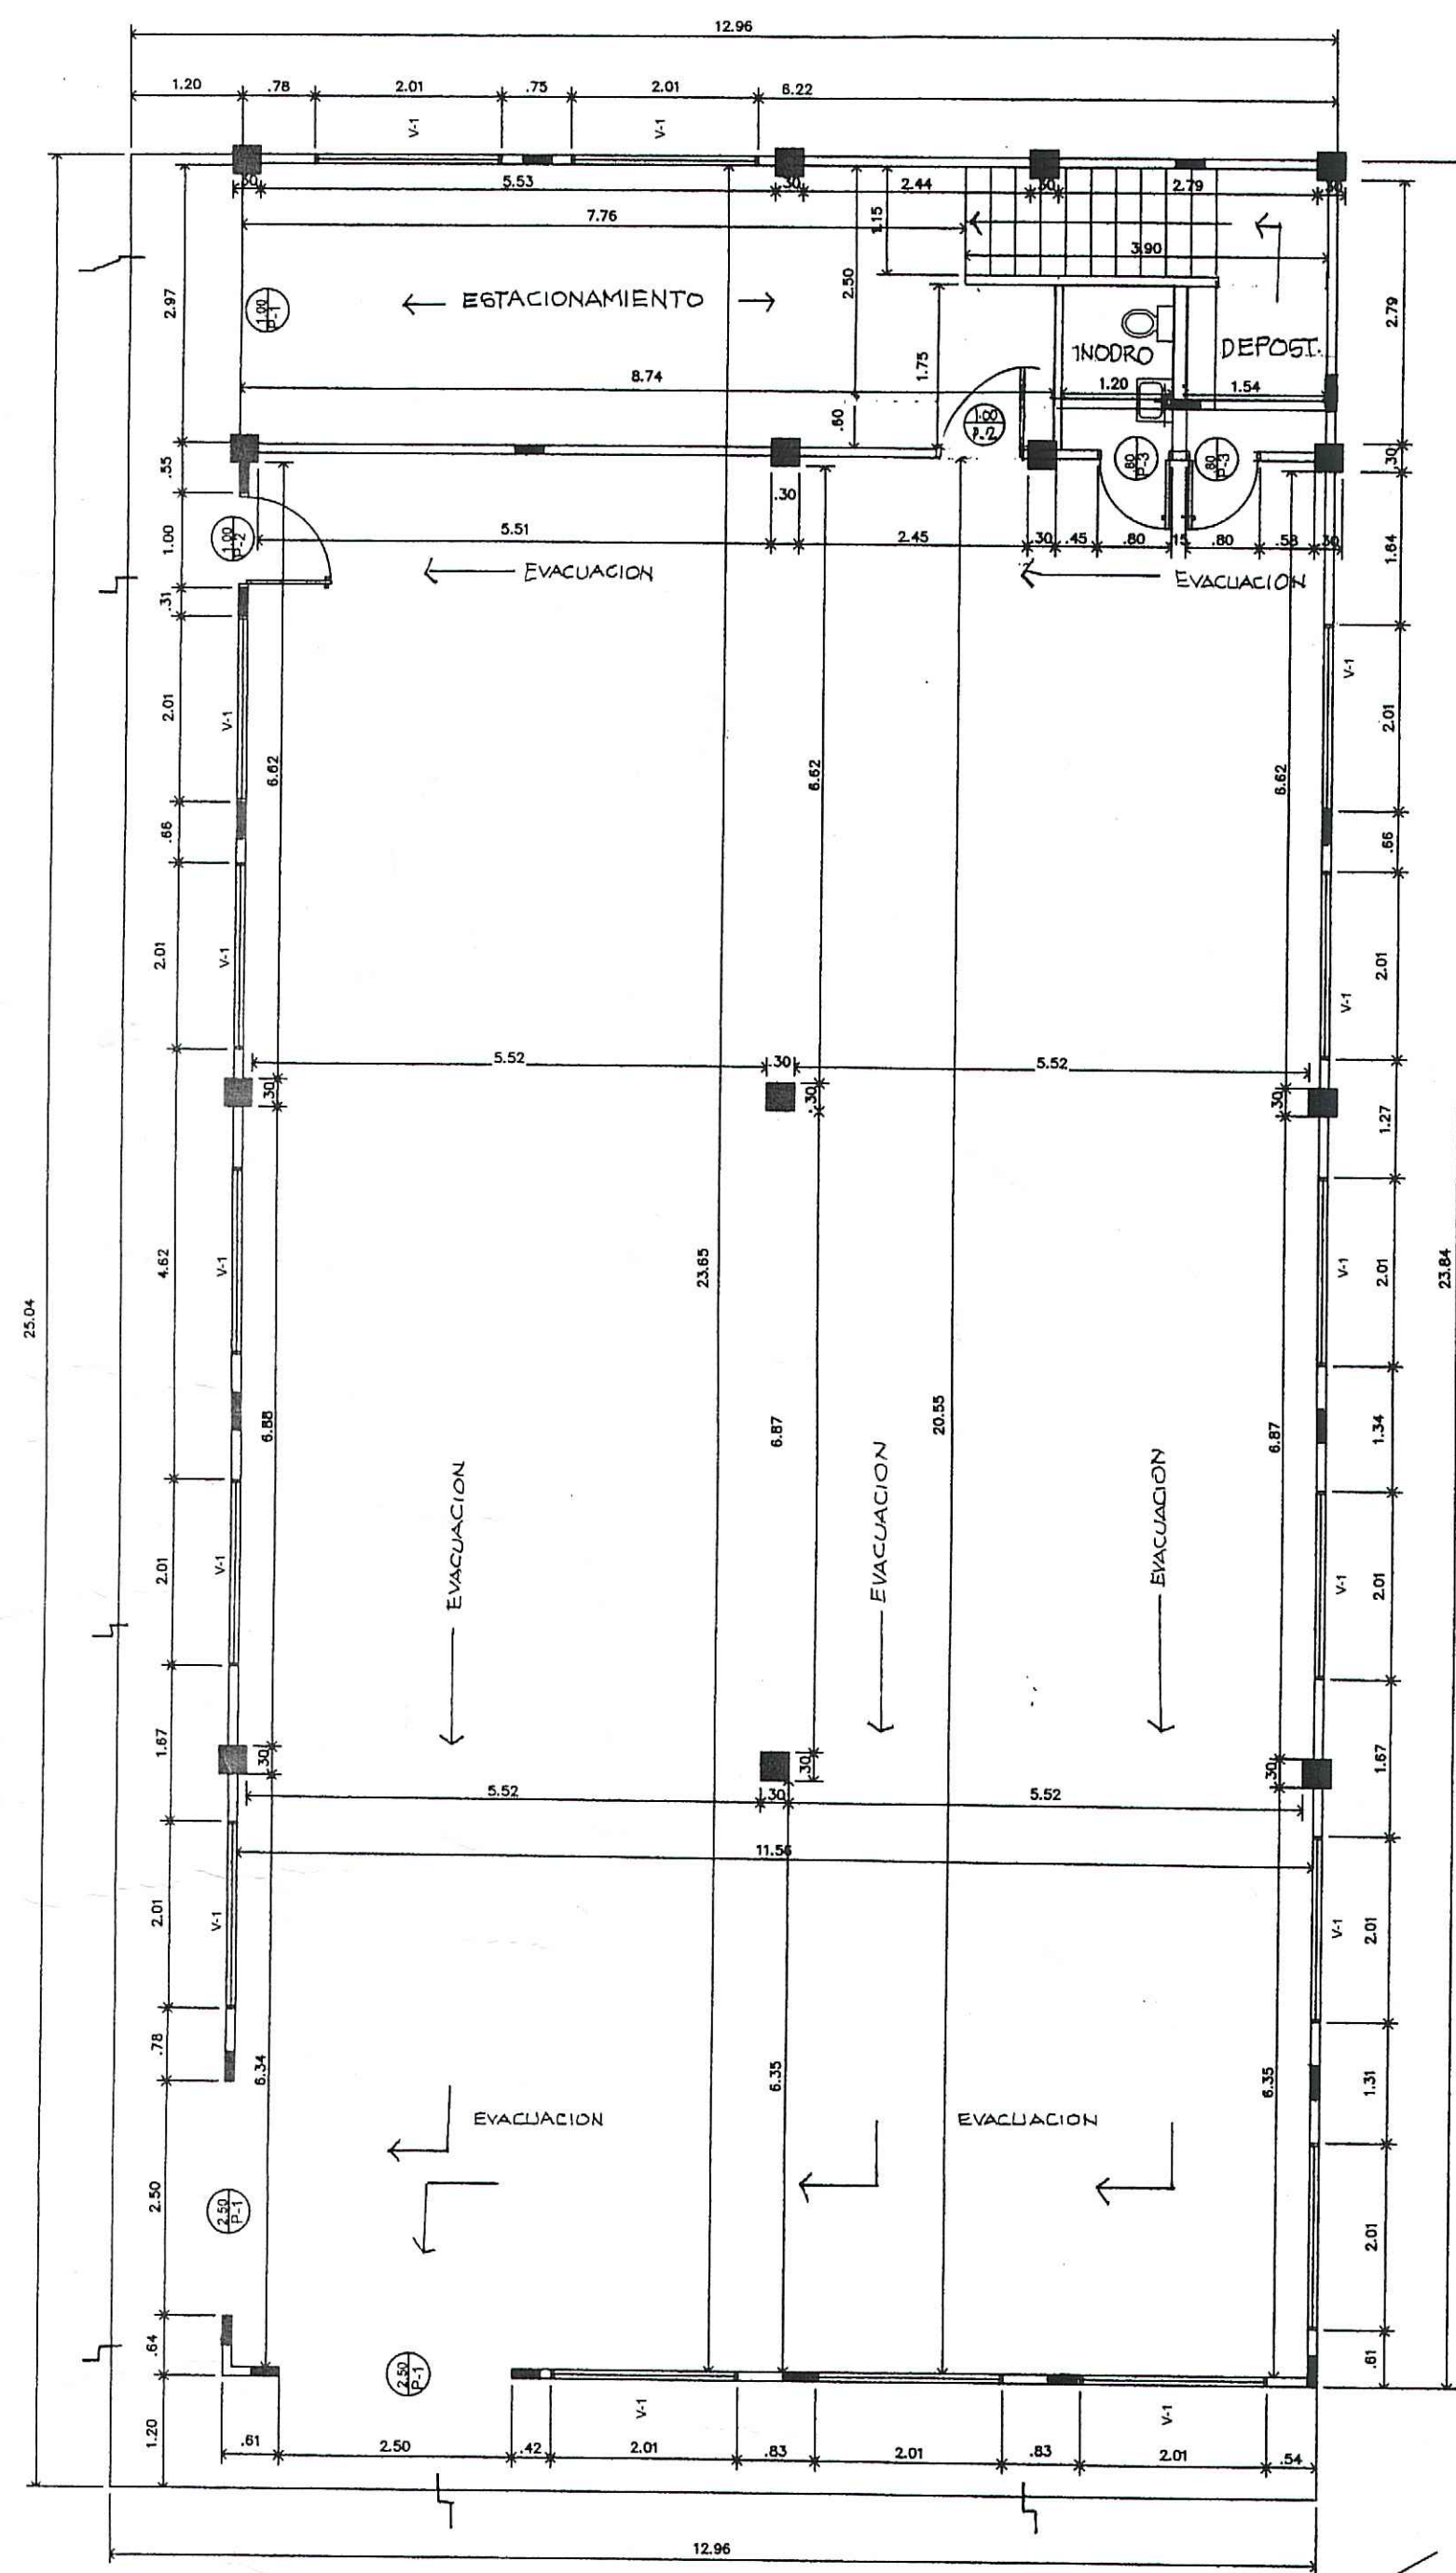 12.96
1.20 .78 2.01 .75 2.01 6.22
V-1 V-1
.30 5.53 .30 2.44 .30 2.79 .30
7.76
1.15
3.90
2.97
1.00
P-1
← ESTACIONAMIENTO →
2.50
1NODRO
DEPOST.
2.79
1.75
8.74
1.20 1.54
.60
1.00
P-2
.80
P-3
.80
P-3
.30
.55
.30
1.00
1.00
P-2
5.51 2.45 .30 .45 .80 .15 .80 .58 .30
1.64
← EVACUACION
← EVACUACION
.31
V-1
2.01 V-1 2.01
6.62 6.62 6.62
.66 .66
2.01 V-1 2.01
V-1
5.52 .30 5.52
.30 .30 .30
1.27
4.62 V-1 23.65 V-1 2.01 23.84
25.04
6.88 6.87 20.55 6.87 1.34
EVACUACION
EVACUACION
EVACUACION
2.01 V-1 V-1 2.01
1.67 .30 .30 .30 1.67
5.52 .30 5.52
11.56
2.01 V-1 V-1 2.01
.78
6.34 6.35 6.35 1.31
EVACUACION EVACUACION
2.50
2.50
P-1
2.01
.64
2.50
P-1
.61
1.20
V-1 V-1
.61 2.50 .42 2.01 .83 2.01 .83 2.01 .54
12.96